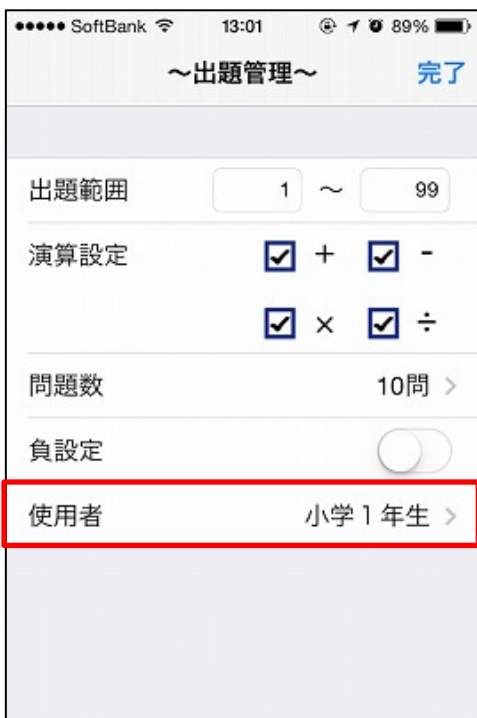 SoftBank 13:01 89%
〜出題管理〜 完了
出題範囲 1 〜 99
演算設定 + -
× ÷
問題数 10問 >
負設定
使用者 小学1年生 >